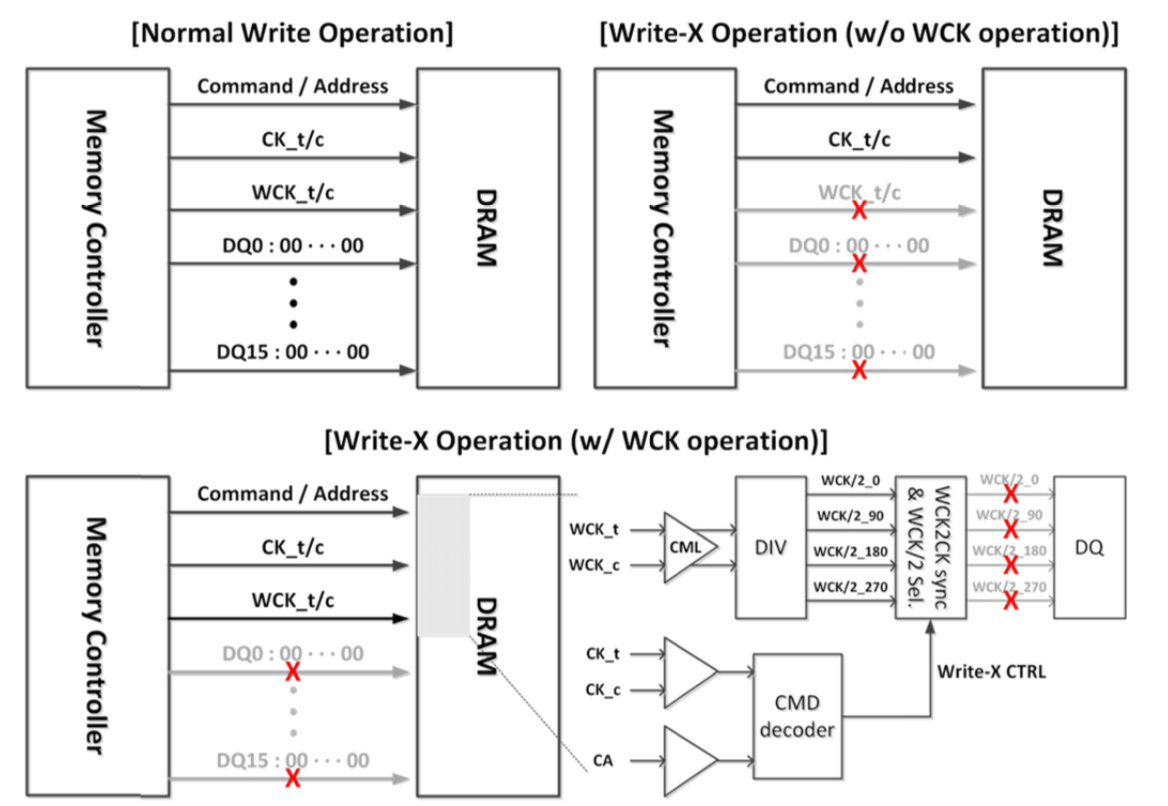 [Normal Write Operation]
Memory Controller
Command / Address
CK_t/c
WCK_t/c
DQ0 : 00 · · · 00
DQ15 : 00 · · · 00
DRAM
[Write-X Operation (w/o WCK operation)]
Memory Controller
Command / Address
CK_t/c
WCK_t/c
X
DQ0 : 00 · · · 00
X
DQ15 : 00 · · · 00
X
DRAM
[Write-X Operation (w/ WCK operation)]
Memory Controller
Command / Address
CK_t/c
WCK_t/c
DQ0 : 00 · · · 00
X
DQ15 : 00 · · · 00
X
DRAM
WCK_t
WCK_c
CML
DIV
WCK/2_0
WCK/2_90
WCK/2_180
WCK/2_270
WCK2CK sync
& WCK/2 Sel.
WCK/2_0
X
WCK/2_90
X
WCK/2_180
X
WCK/2_270
X
DQ
CK_t
CK_c
CA
CMD
decoder
Write-X CTRL